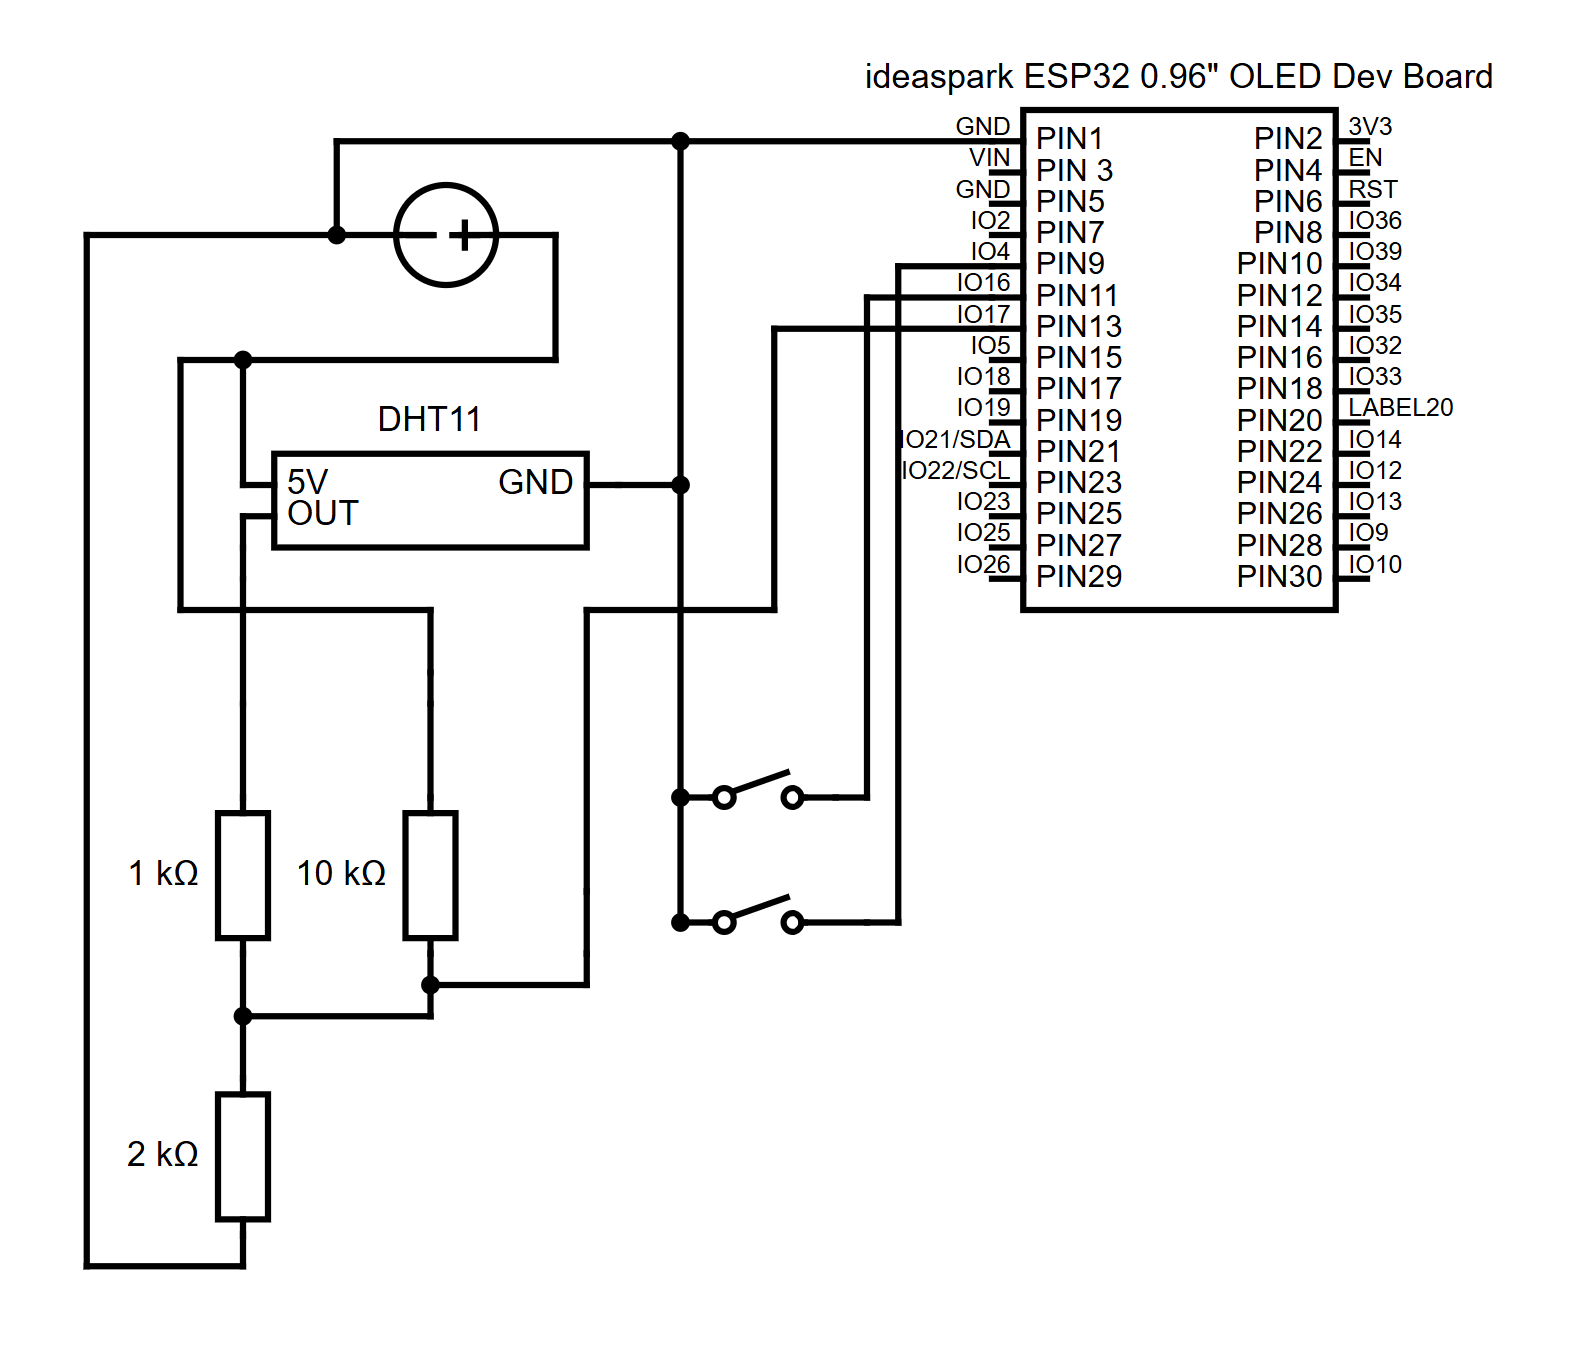 ideaspark ESP32 0.96" OLED Dev Board
GND PIN1 PIN2 3V3
VIN PIN 3 PIN4 EN
GND PIN5 PIN6 RST
IO2 PIN7 PIN8 IO36
IO4 PIN9 PIN10 IO39
IO16 PIN11 PIN12 IO34
IO17 PIN13 PIN14 IO35
IO5 PIN15 PIN16 IO32
IO18 PIN17 PIN18 IO33
IO19 PIN19 PIN20 LABEL20
IO21/SDA PIN21 PIN22 IO14
IO22/SCL PIN23 PIN24 IO12
IO23 PIN25 PIN26 IO13
IO25 PIN27 PIN28 IO9
IO26 PIN29 PIN30 IO10
DHT11
5V GND
OUT
1 kΩ
10 kΩ
2 kΩ